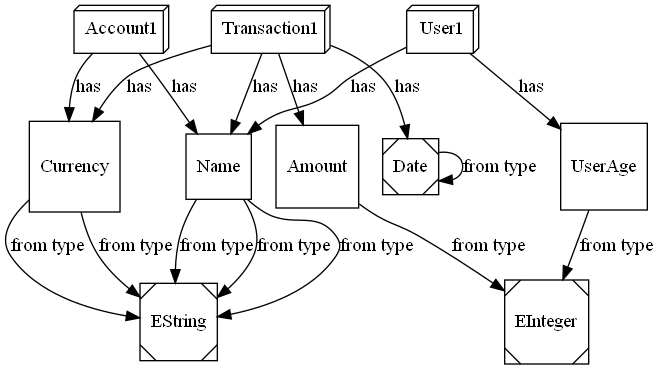 Account1
Transaction1
User1
has
has
has
has
has
has
has
has
Currency
Name
Amount
Date
from type
UserAge
from type
from type
from type
from type
from type
from type
from type
EString
EInteger